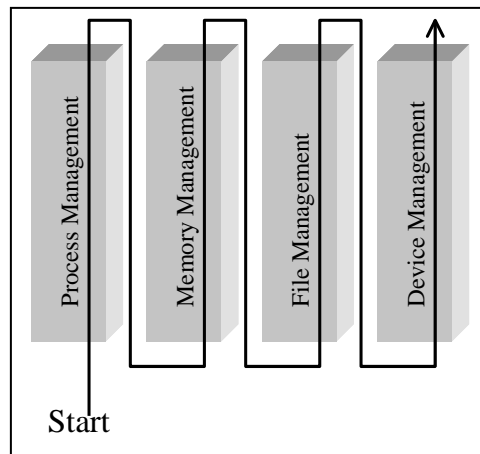 Process Management
Memory Management
File Management
Device Management
Start